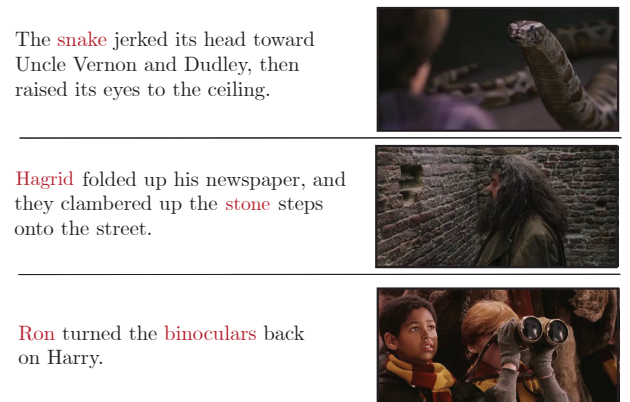 The snake jerked its head toward
Uncle Vernon and Dudley, then
raised its eyes to the ceiling.
Hagrid folded up his newspaper, and
they clambered up the stone steps
onto the street.
Ron turned the binoculars back
on Harry.